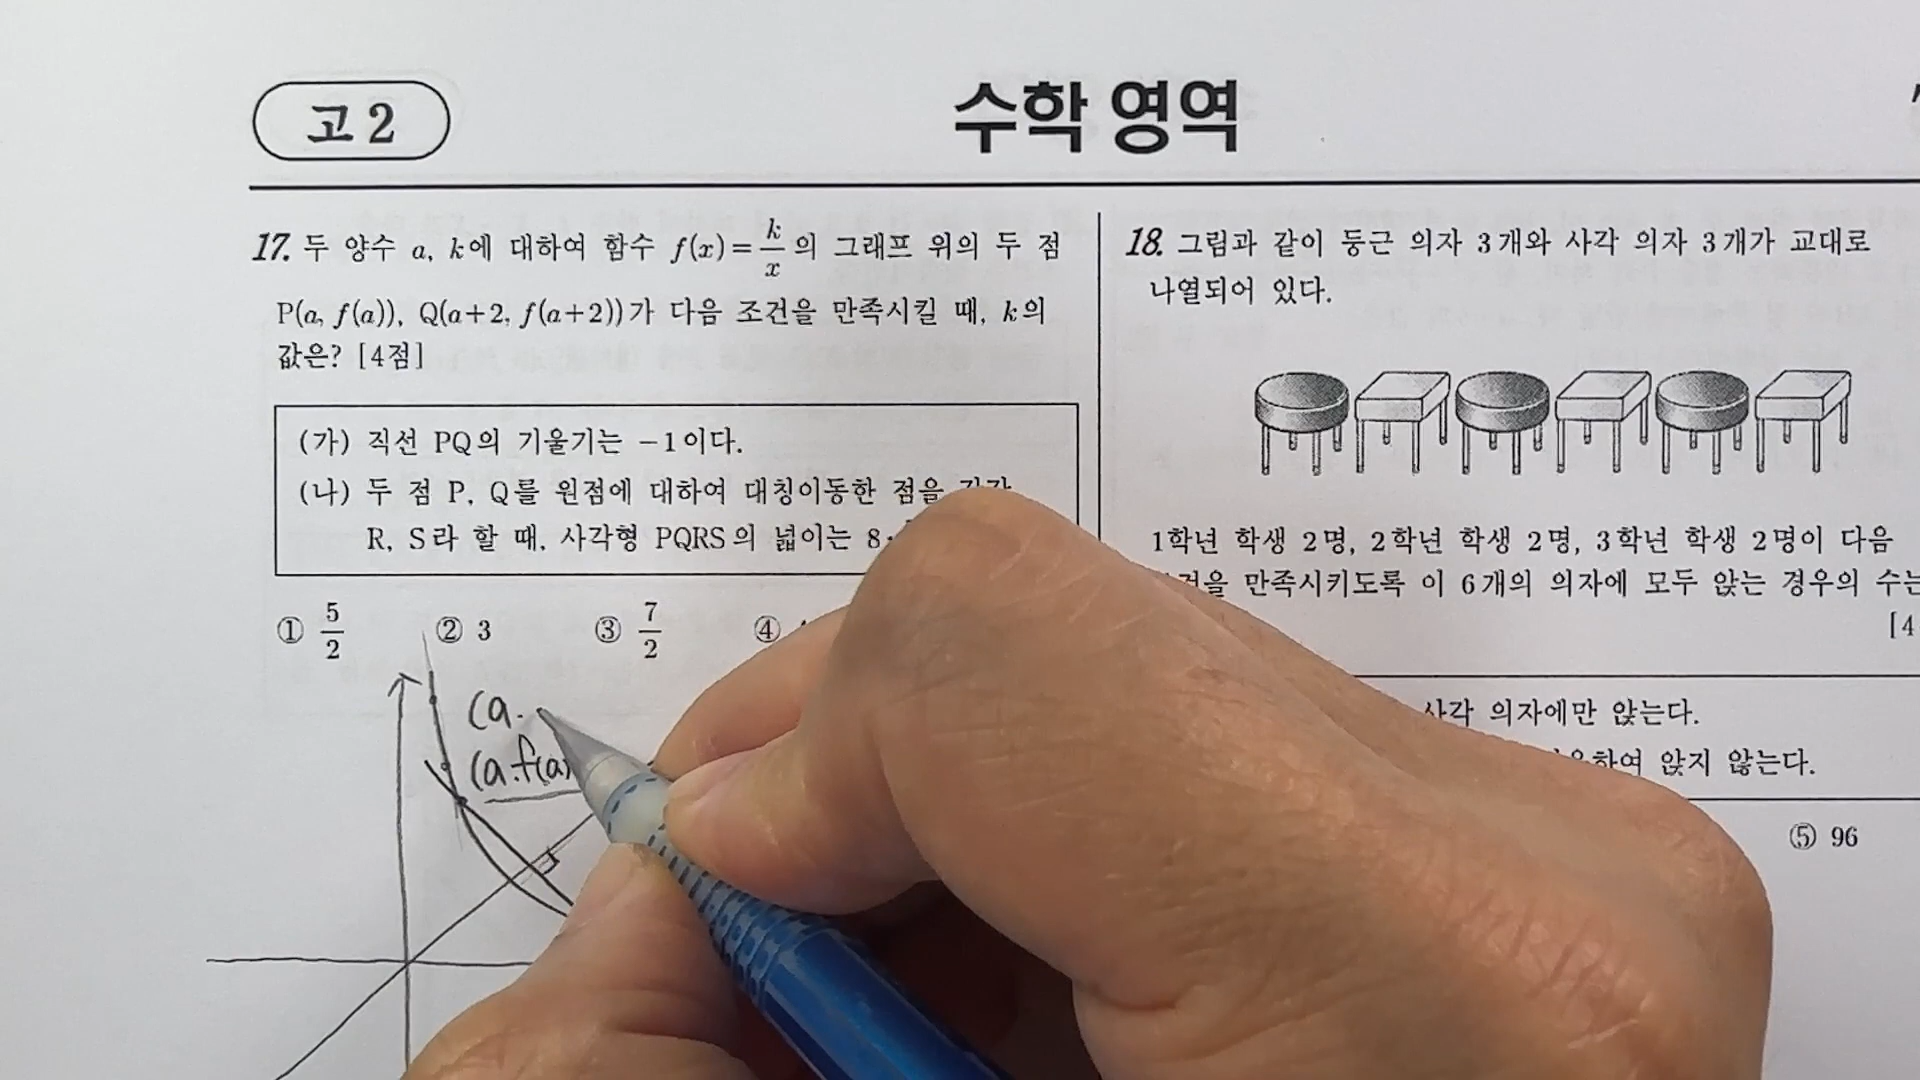 고2
수학 영역
17. 두 양수 a, k에 대하여 함수 f(x)=k/x의 그래프 위의 두 점
P(a, f(a)), Q(a+2, f(a+2))가 다음 조건을 만족시킬 때, k의
값은? [4점]
(가) 직선 PQ의 기울기는 -1이다.
(나) 두 점 P, Q를 원점에 대하여 대칭이동한 점을
R, S라 할 때, 사각형 PQRS의 넓이는 8
① 5/2 ② 3 ③ 7/2 ④
(a.
(a.f(a)
18. 그림과 같이 둥근 의자 3개와 사각 의자 3개가 교대로
나열되어 있다.
1학년 학생 2명, 2학년 학생 2명, 3학년 학생 2명이 다음
만족시키도록 이 6개의 의자에 모두 앉는 경우의 수는
[4
사각 의자에만 앉는다.
앉지 않는다.
⑤ 96